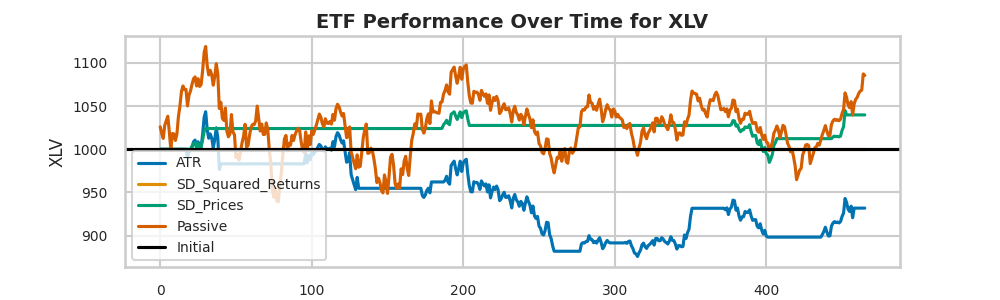 ETF Performance Over Time for XLV
XLV
1100
1050
1000
950
900
ATR
SD_Squared_Returns
SD_Prices
Passive
Initial
0 100 200 300 400